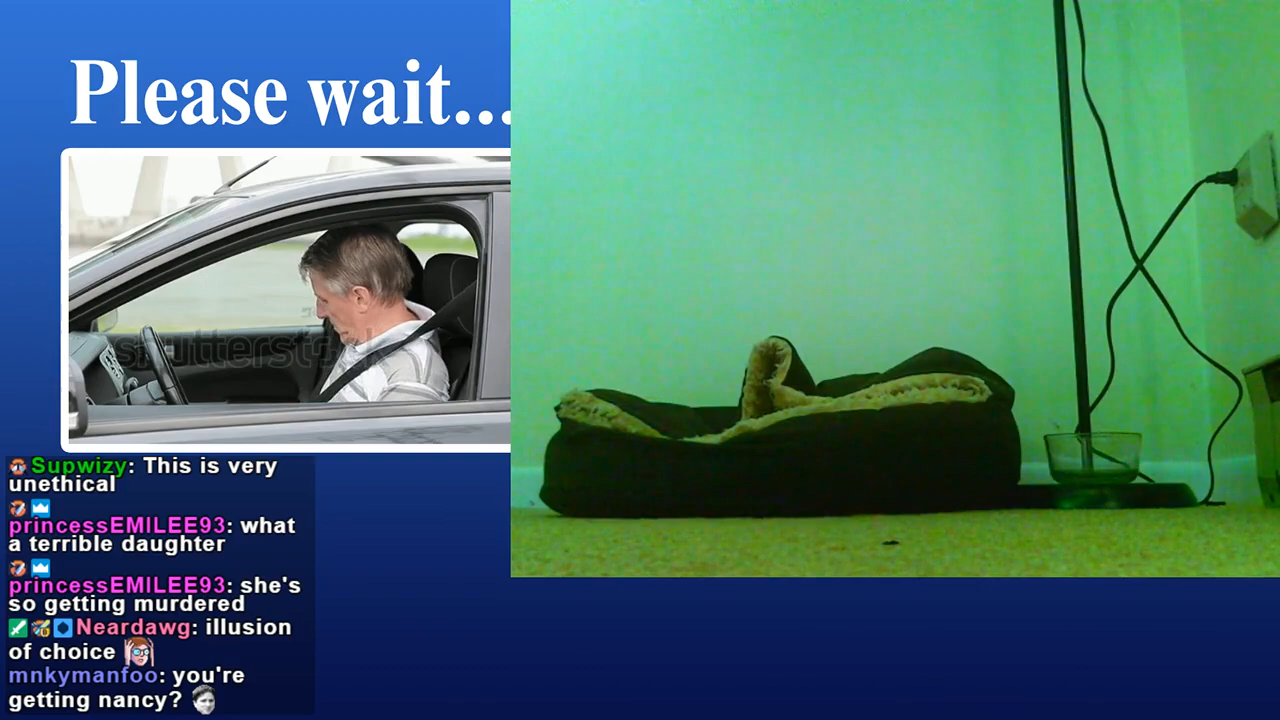 Please wait...
shutterstock
Supwizy: This is very
unethical
princessEMILEE93: what
a terrible daughter
princessEMILEE93: she's
so getting murdered
Neardawg: illusion
of choice
mnkymanfoo: you're
getting nancy?